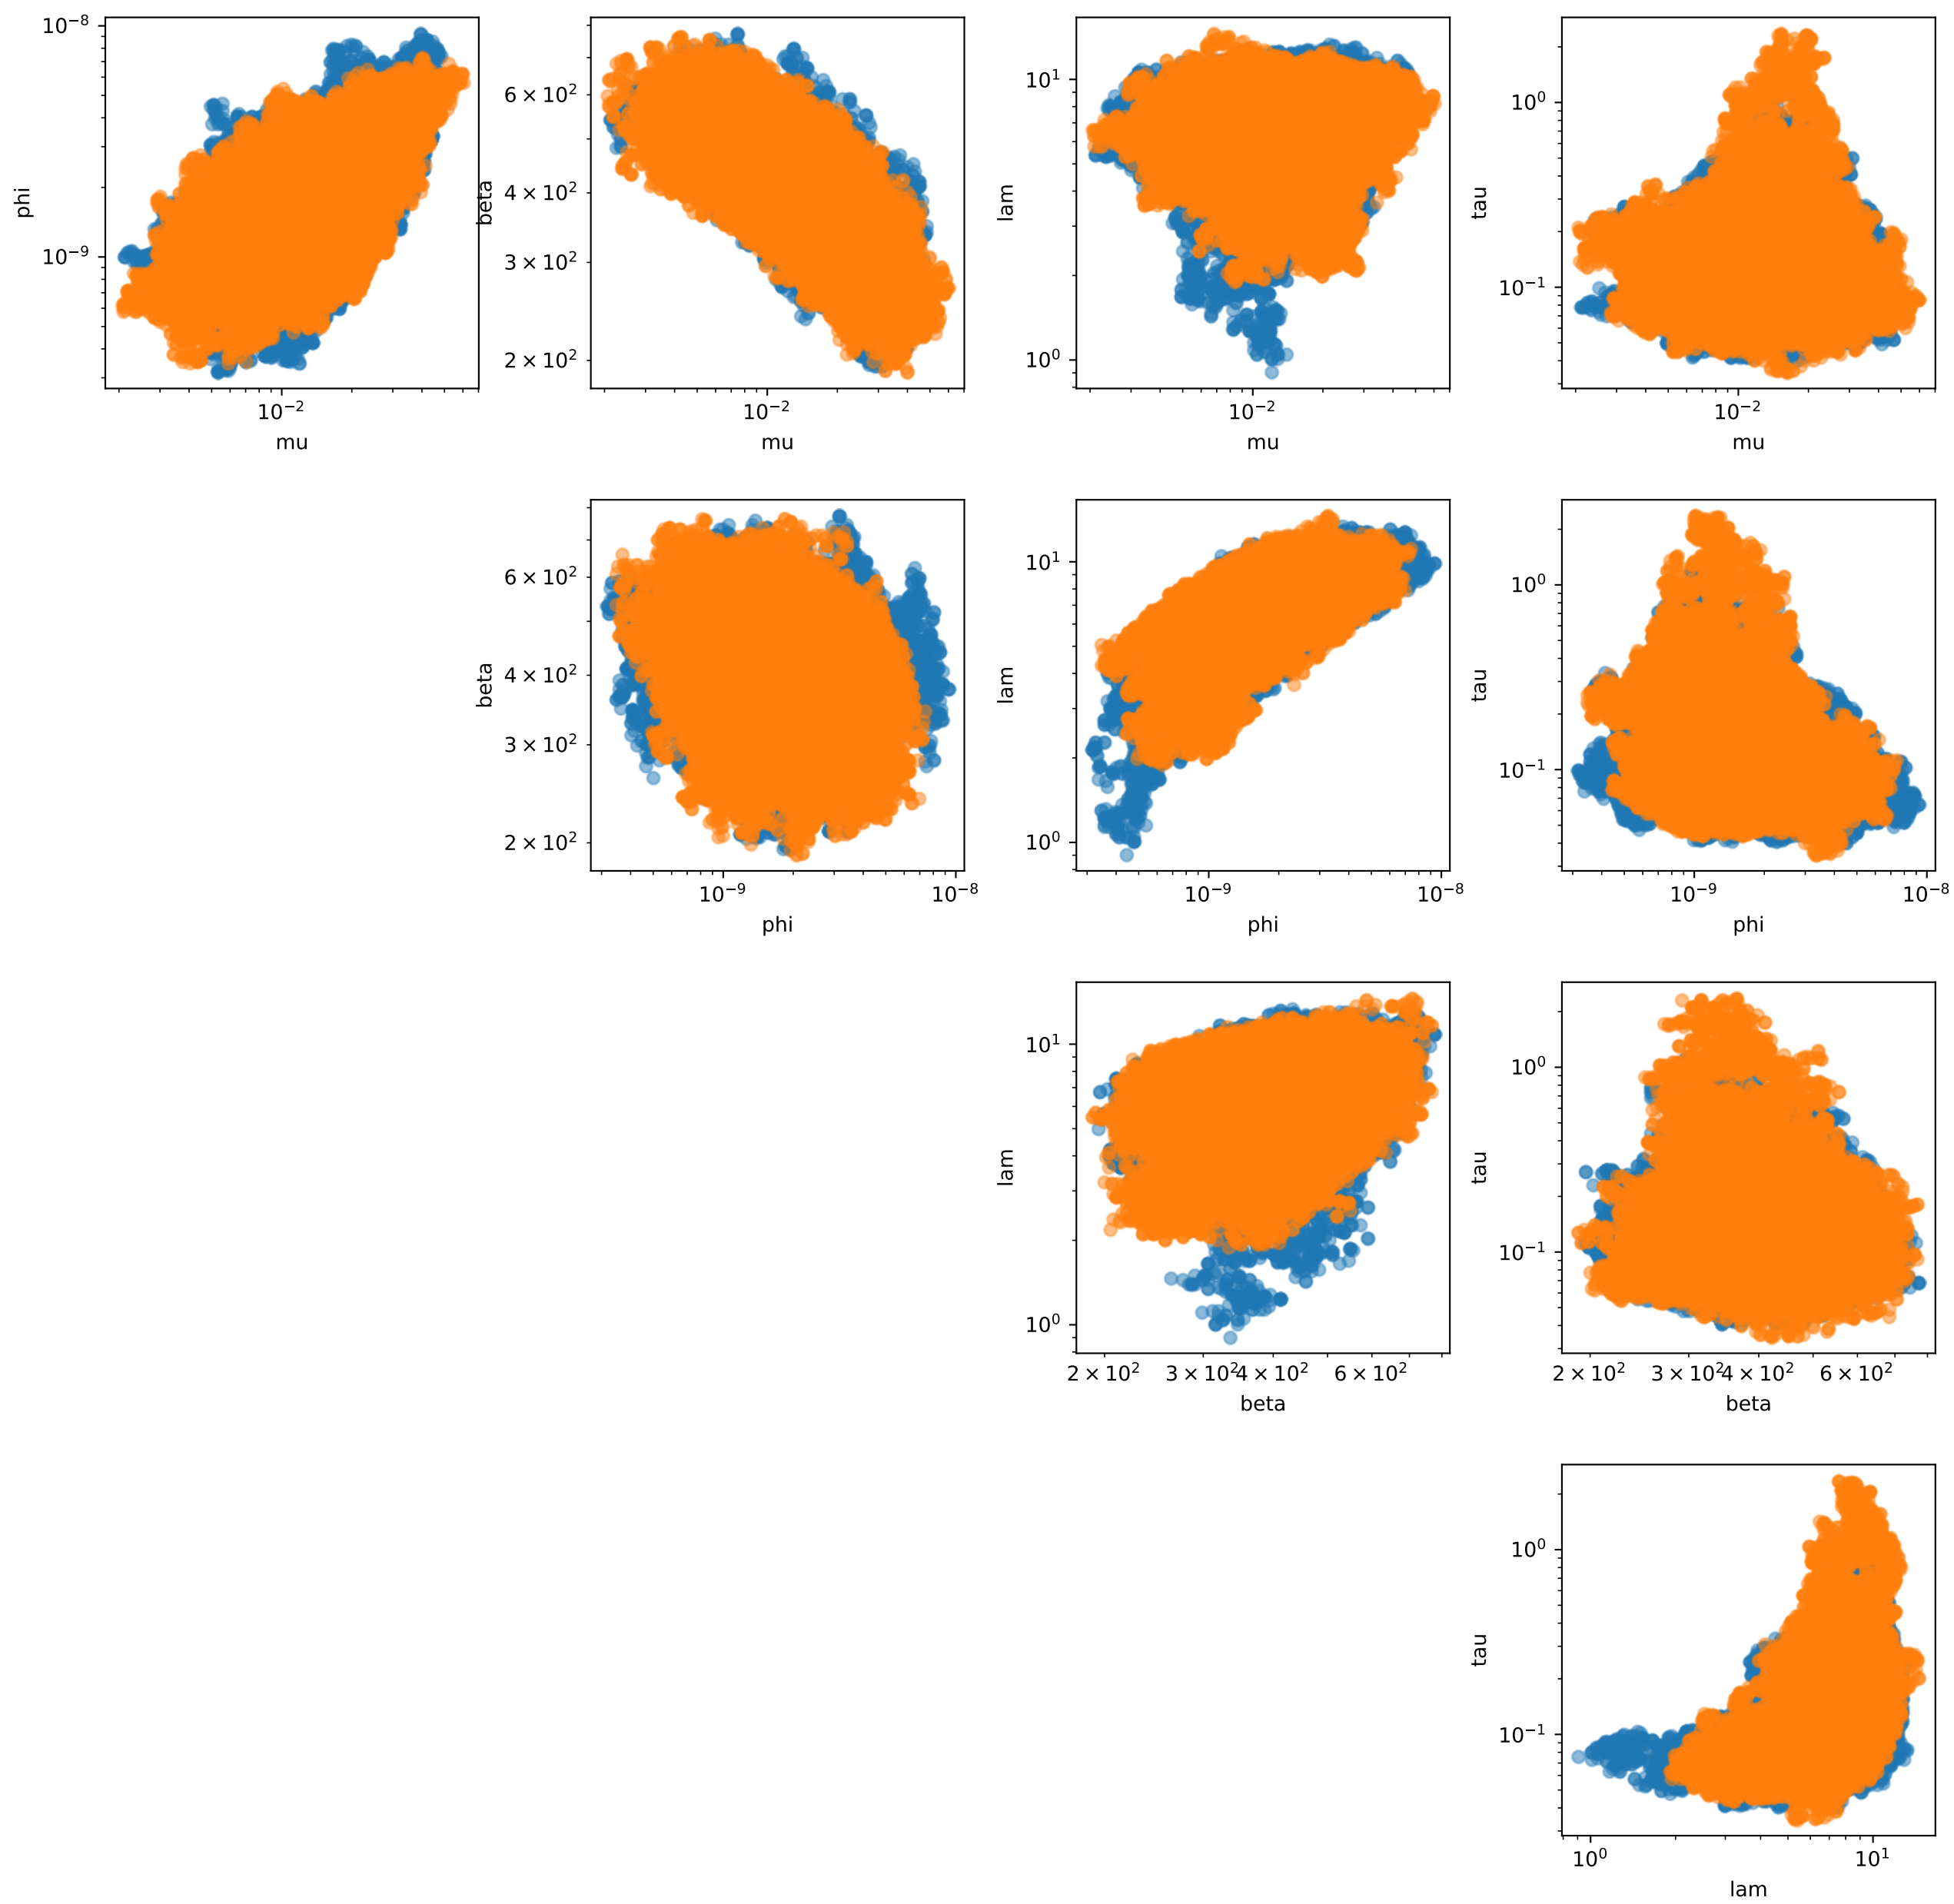 10⁻⁸
10⁻⁹
phi
10⁻²
mu
6 × 10²
4 × 10²
3 × 10²
2 × 10²
beta
10⁻²
mu
10¹
10⁰
lam
10⁻²
mu
10⁰
10⁻¹
tau
10⁻²
mu
6 × 10²
4 × 10²
3 × 10²
2 × 10²
beta
10⁻⁹ 10⁻⁸
phi
10¹
10⁰
lam
10⁻⁹ 10⁻⁸
phi
10⁰
10⁻¹
tau
10⁻⁹ 10⁻⁸
phi
10¹
10⁰
lam
2 × 10² 3 × 10² 4 × 10² 6 × 10²
beta
10⁰
10⁻¹
tau
2 × 10² 3 × 10² 4 × 10² 6 × 10²
beta
10⁰
10⁻¹
tau
10⁰ 10¹
lam